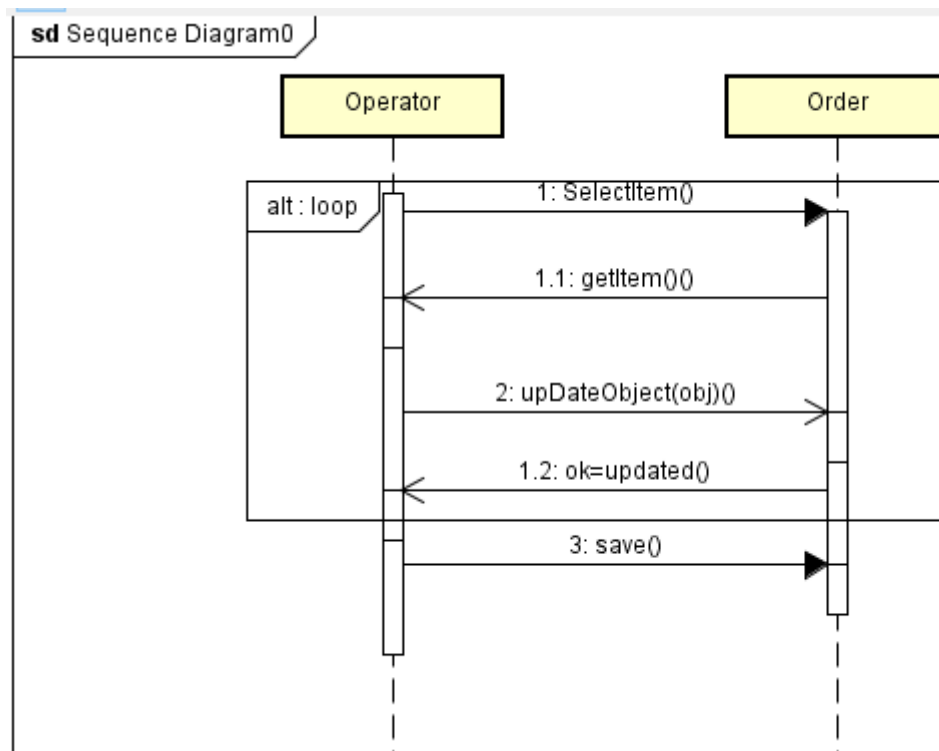 sd Sequence Diagram0
Operator
Order
alt : loop
1: SelectItem()
1.1: getItem()()
2: upDateObject(obj)()
1.2: ok=updated()
3: save()